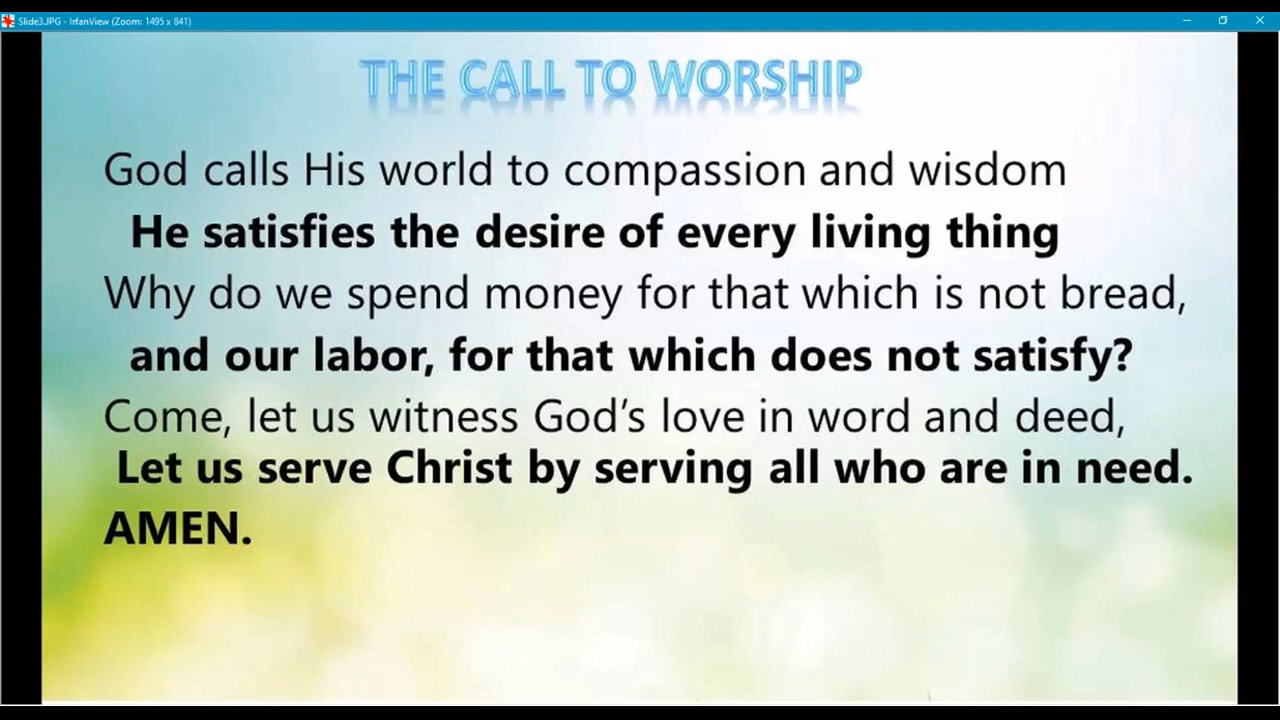 Slide3.JPG - IrfanView (Zoom: 1495 x 841)
THE CALL TO WORSHIP
God calls His world to compassion and wisdom
He satisfies the desire of every living thing
Why do we spend money for that which is not bread,
and our labor, for that which does not satisfy?
Come, let us witness God’s love in word and deed,
Let us serve Christ by serving all who are in need.
AMEN.